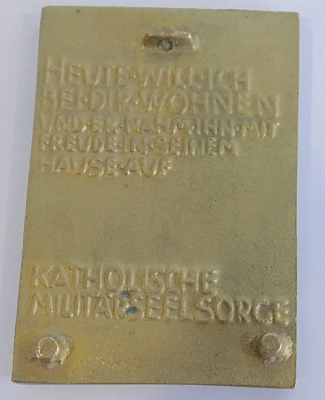 HEUTE·WILL·ICH
BEI·DIR·WOHNEN
UND·ER·NAHM·IHN·MIT
FREUDE·IN·SEINEM
HAUSE·AUF
KATHOLISCHE
MILITÄRSEELSORGE